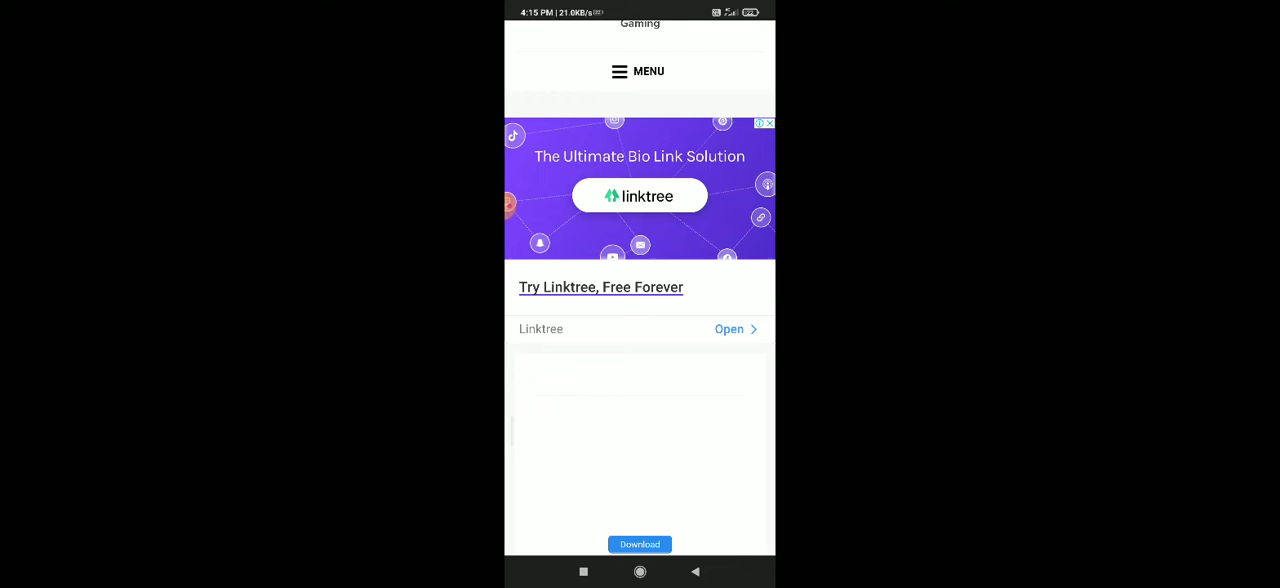 4:15 PM | 21.0KB/s
Gaming
MENU
The Ultimate Bio Link Solution
linktree
Try Linktree, Free Forever
Linktree
Open
Download